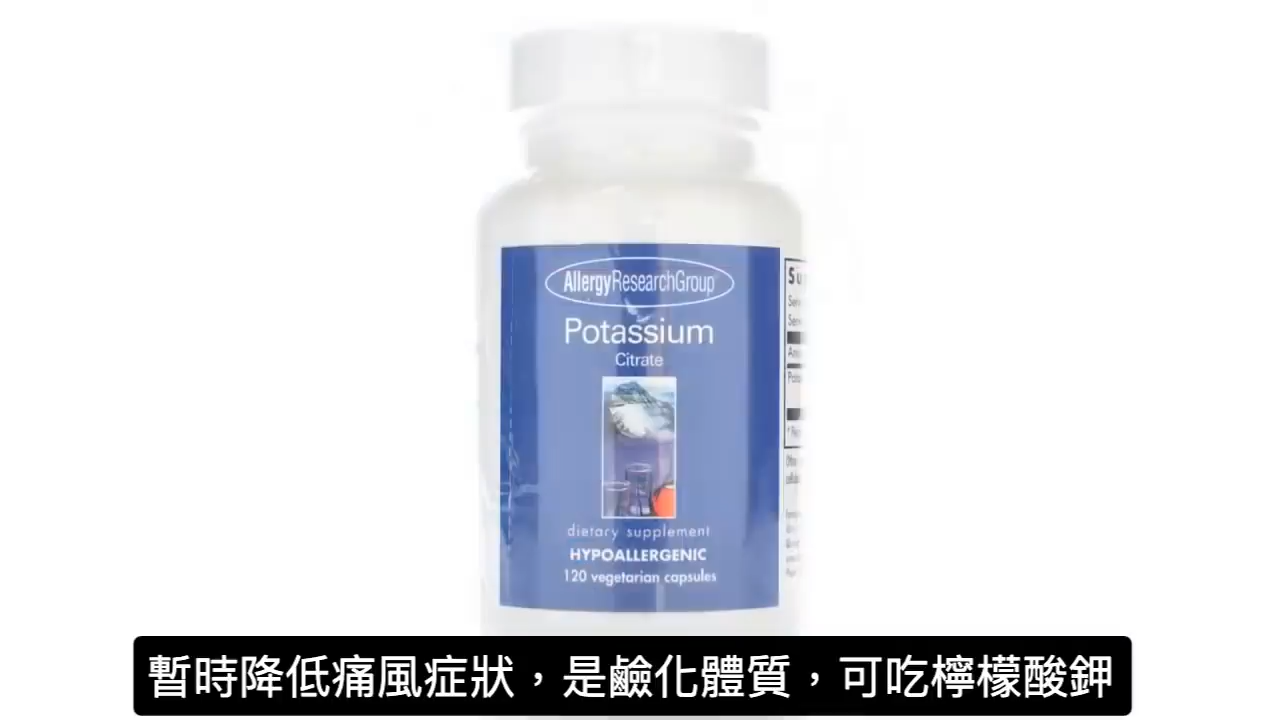 AllergyResearchGroup
Potassium
Citrate
dietary supplement
HYPOALLERGENIC
120 vegetarian capsules
暫時降低痛風症狀，是鹼化體質，可吃檸檬酸鉀